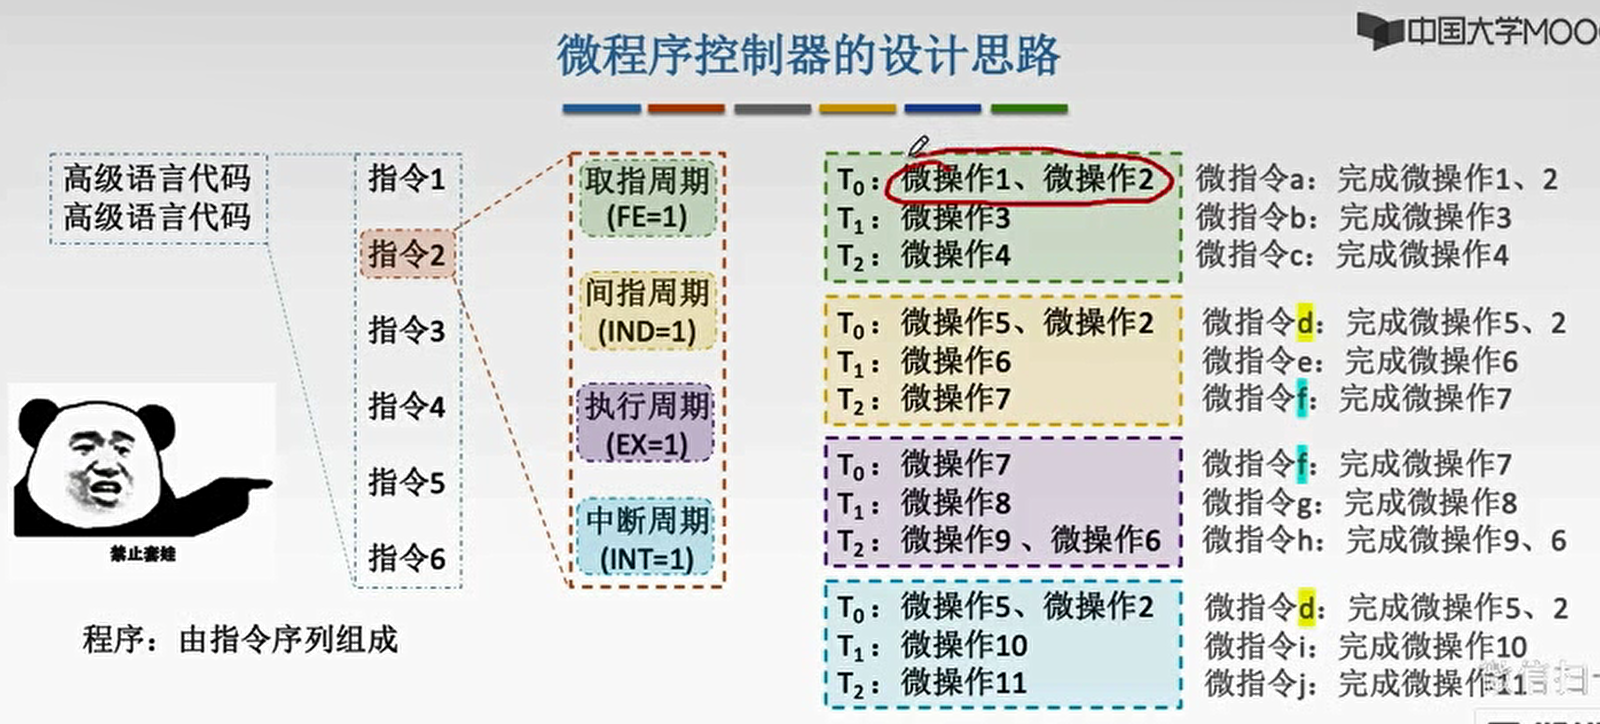 微程序控制器的设计思路
中国大学MOO
高级语言代码
高级语言代码
指令1
指令2
指令3
指令4
指令5
指令6
取指周期
(FE=1)
间指周期
(IND=1)
执行周期
(EX=1)
中断周期
(INT=1)
T₀：微操作1、微操作2
T₁：微操作3
T₂：微操作4
微指令a：完成微操作1、2
微指令b：完成微操作3
微指令c：完成微操作4
T₀：微操作5、微操作2
T₁：微操作6
T₂：微操作7
微指令d：完成微操作5、2
微指令e：完成微操作6
微指令f：完成微操作7
T₀：微操作7
T₁：微操作8
T₂：微操作9 、微操作6
微指令f：完成微操作7
微指令g：完成微操作8
微指令h：完成微操作9、6
T₀：微操作5、微操作2
T₁：微操作10
T₂：微操作11
微指令d：完成微操作5、2
微指令i：完成微操作10
微指令j：完成微操作11
禁止套娃
程序：由指令序列组成
微信扫一